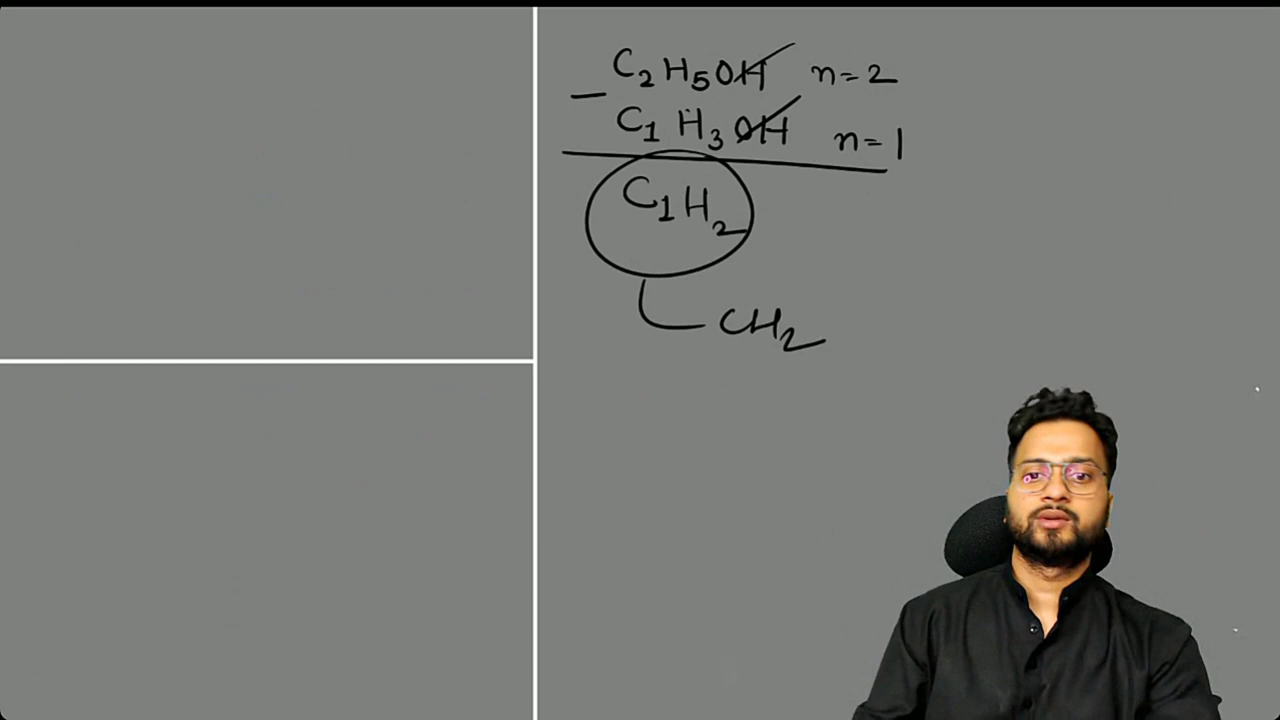 C₂H₅OH n=2
— C₁H₃OH n=1
C₁H₂
CH₂